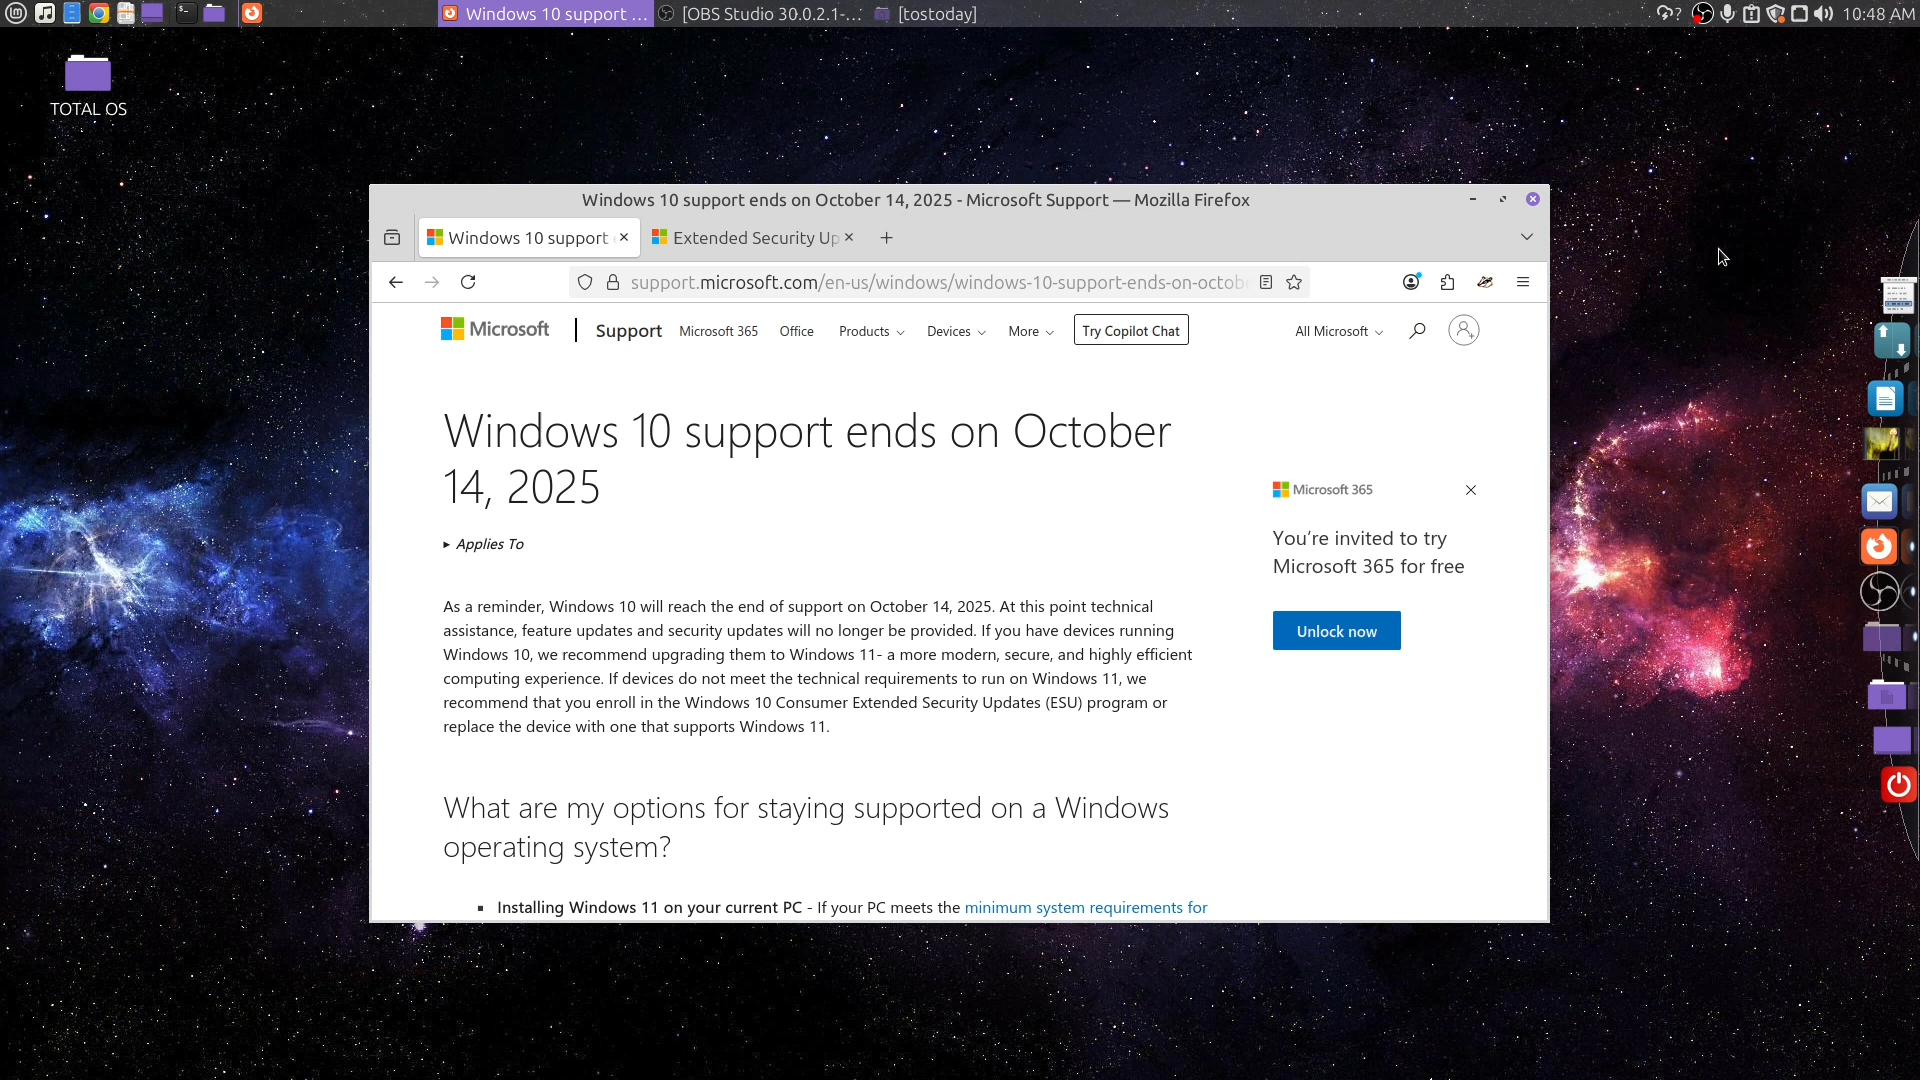 Windows 10 support ...
[OBS Studio 30.0.2.1-...
[tostoday]
?
10:48 AM
TOTAL OS
Windows 10 support ends on October 14, 2025 - Microsoft Support — Mozilla Firefox
Windows 10 support
Extended Security Up
support.microsoft.com/en-us/windows/windows-10-support-ends-on-octob
Microsoft
Support
Microsoft 365
Office
Products
Devices
More
Try Copilot Chat
All Microsoft
Windows 10 support ends on October
14, 2025
Applies To
As a reminder, Windows 10 will reach the end of support on October 14, 2025. At this point technical
assistance, feature updates and security updates will no longer be provided. If you have devices running
Windows 10, we recommend upgrading them to Windows 11- a more modern, secure, and highly efficient
computing experience. If devices do not meet the technical requirements to run on Windows 11, we
recommend that you enroll in the Windows 10 Consumer Extended Security Updates (ESU) program or
replace the device with one that supports Windows 11.
Microsoft 365
You’re invited to try
Microsoft 365 for free
Unlock now
What are my options for staying supported on a Windows
operating system?
Installing Windows 11 on your current PC - If your PC meets the minimum system requirements for